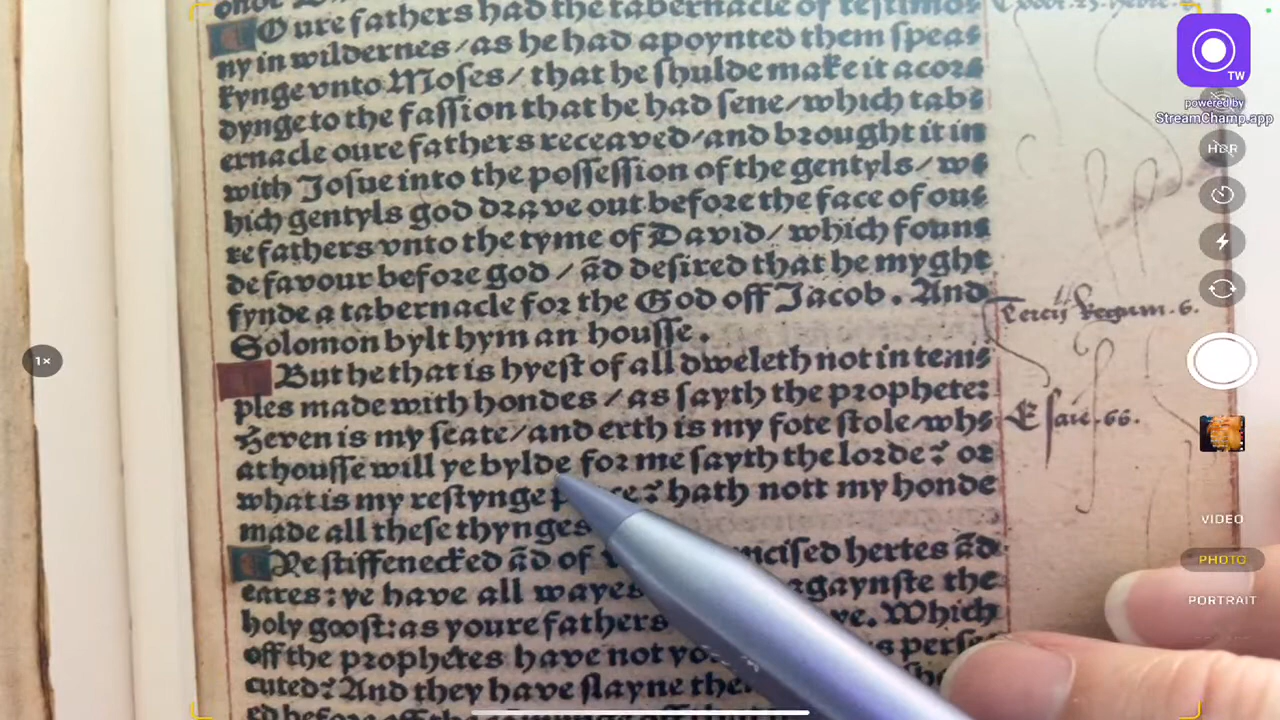 Oure fathers had the tabernacle of testimo⸗
ny in wildernes/as he had apoynted them spea⸗
kynge vnto Moses/ that he shulde make it acor⸗
dynge to the fassion that he had sene/which tab⸗
ernacle oure fathers receaved/and brought it in
with Josue into the possession of the gentyls/ w⸗
hich gentyls god drave out before the face of ou⸗
re fathers vnto the tyme of David/ which foun⸗
de favour before god / ād desired that he myght
fynde a tabernacle for the God off Jacob. And
Solomon bylt hym an housse.
Tercij Regum.6.
But he that is hyest of all dweleth not in tem⸗
ples made with hondes / as sayth the prophete:
Heven is my seate/and erth is my fote stole/wh⸗
Esaie.66.
at housse will ye bylde for me sayth the lorde? or
what is my restynge hath nott my honde
made all these thynges
Ye stiffenecked ād of hertes ād
eares: ye have all wayes agaynste the
holy goost: as youre fathers Which
off the prophetes have not
cuted? And they have slayne
TW
powered by
StreamChamp.app
HDR
1×
VIDEO
PHOTO
PORTRAIT